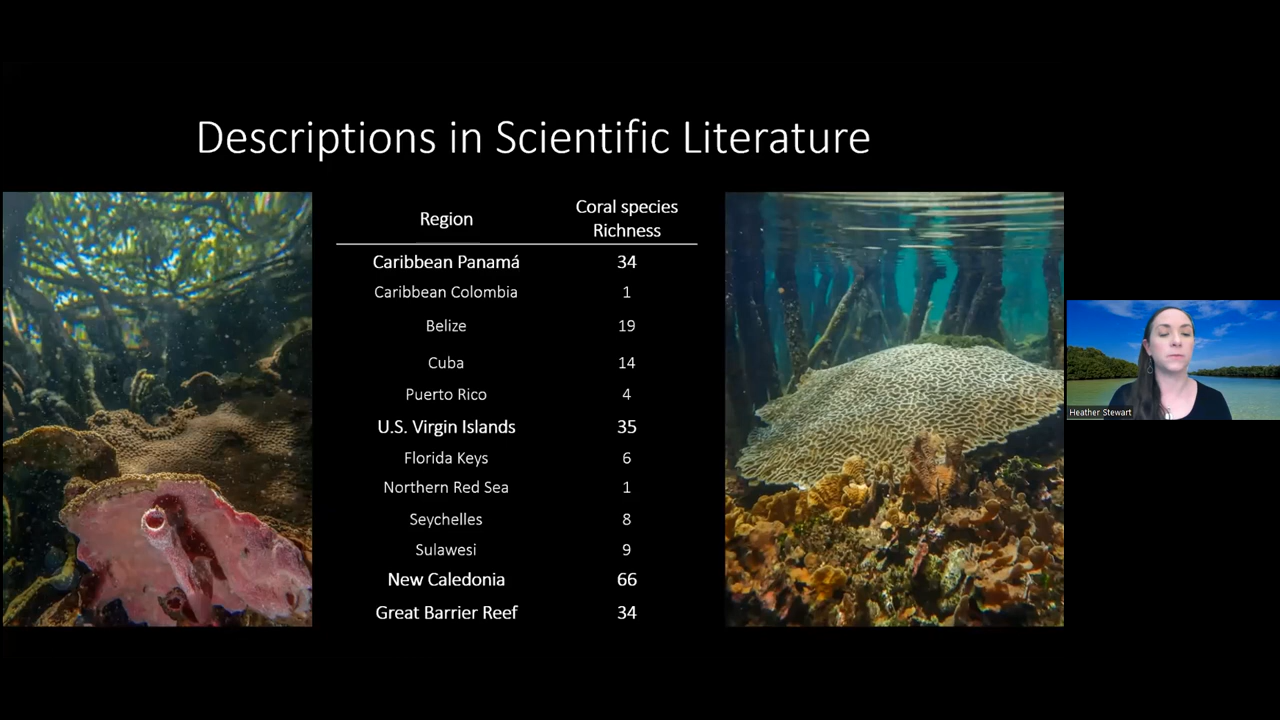 Descriptions in Scientific Literature
Region
Coral species
Richness
Caribbean Panamá 34
Caribbean Colombia 1
Belize 19
Cuba 14
Puerto Rico 4
U.S. Virgin Islands 35
Florida Keys 6
Northern Red Sea 1
Seychelles 8
Sulawesi 9
New Caledonia 66
Great Barrier Reef 34
Heather Stewart